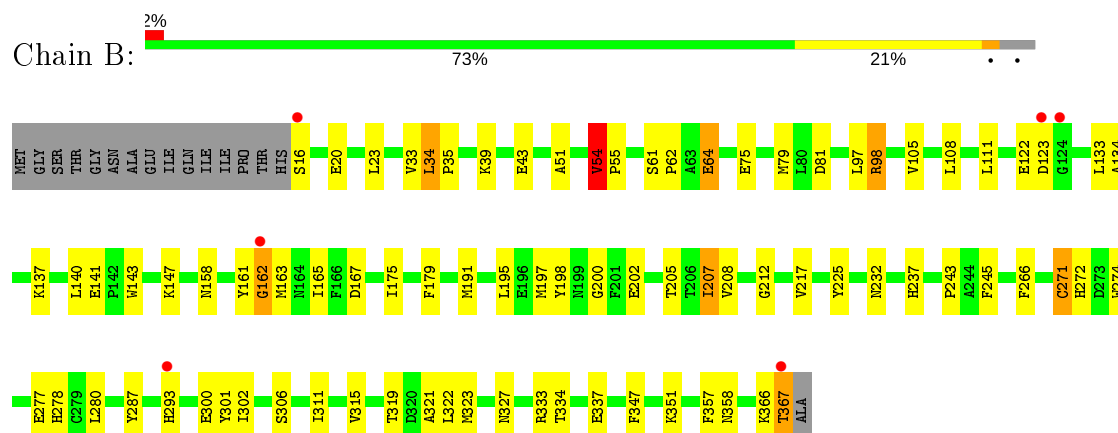 2%
Chain B:
73% 21% • •
MET GLY SER THR GLY ASN ALA GLU ILE GLN ILE ILE PRO THR HIS S16 E20 L23 V33 L34 P35 K39 E43 A51 V54 P55 S61 P62 A63 E64 E75 M79 L80 D81 L97 R98 V105 L108 L111 E122 D123 G124 L133 A134
K137 L140 E141 P142 W143 K147 N158 Y161 G162 M163 N164 I165 F166 D167 I175 F179 M191 L195 E196 M197 Y198 N199 G200 F201 E202 T205 T206 I207 V208 G212 V217 Y225 N232 H237 P243 A244 F245 F266 C271 H272 D273 W274
E277 H278 C279 L280 Y287 H293 E300 Y301 I302 S306 I311 V315 T319 D320 A321 L322 M323 N327 R333 T334 E337 F347 K351 F357 N358 K366 T367 ALA